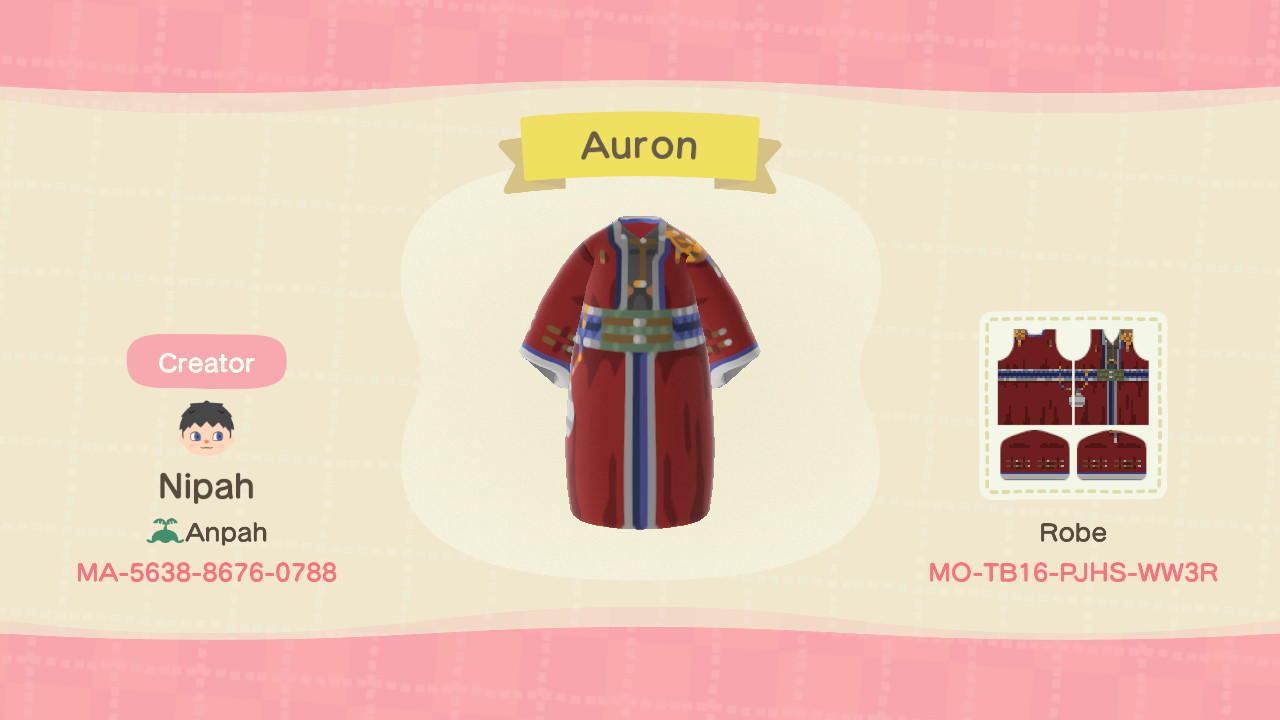 Auron
Creator
Nipah
Anpah
MA-5638-8676-0788
Robe
MO-TB16-PJHS-WW3R